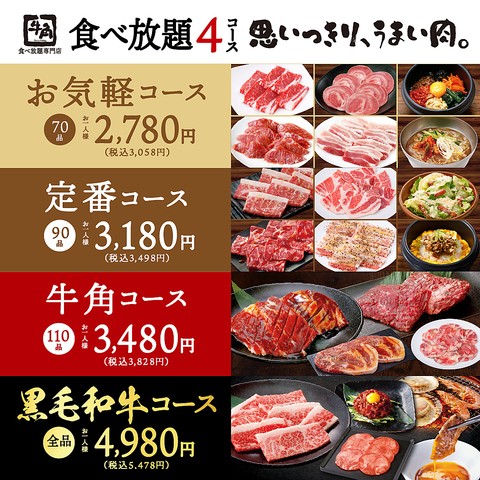 牛角
食べ放題専門店
食べ放題4コース
思いっきり、うまい肉。
お気軽コース
70品
お一人様
2,780円
(税込3,058円)
定番コース
90品
お一人様
3,180円
(税込3,498円)
牛角コース
110品
お一人様
3,480円
(税込3,828円)
黒毛和牛コース
全品
お一人様
4,980円
(税込5.478円)